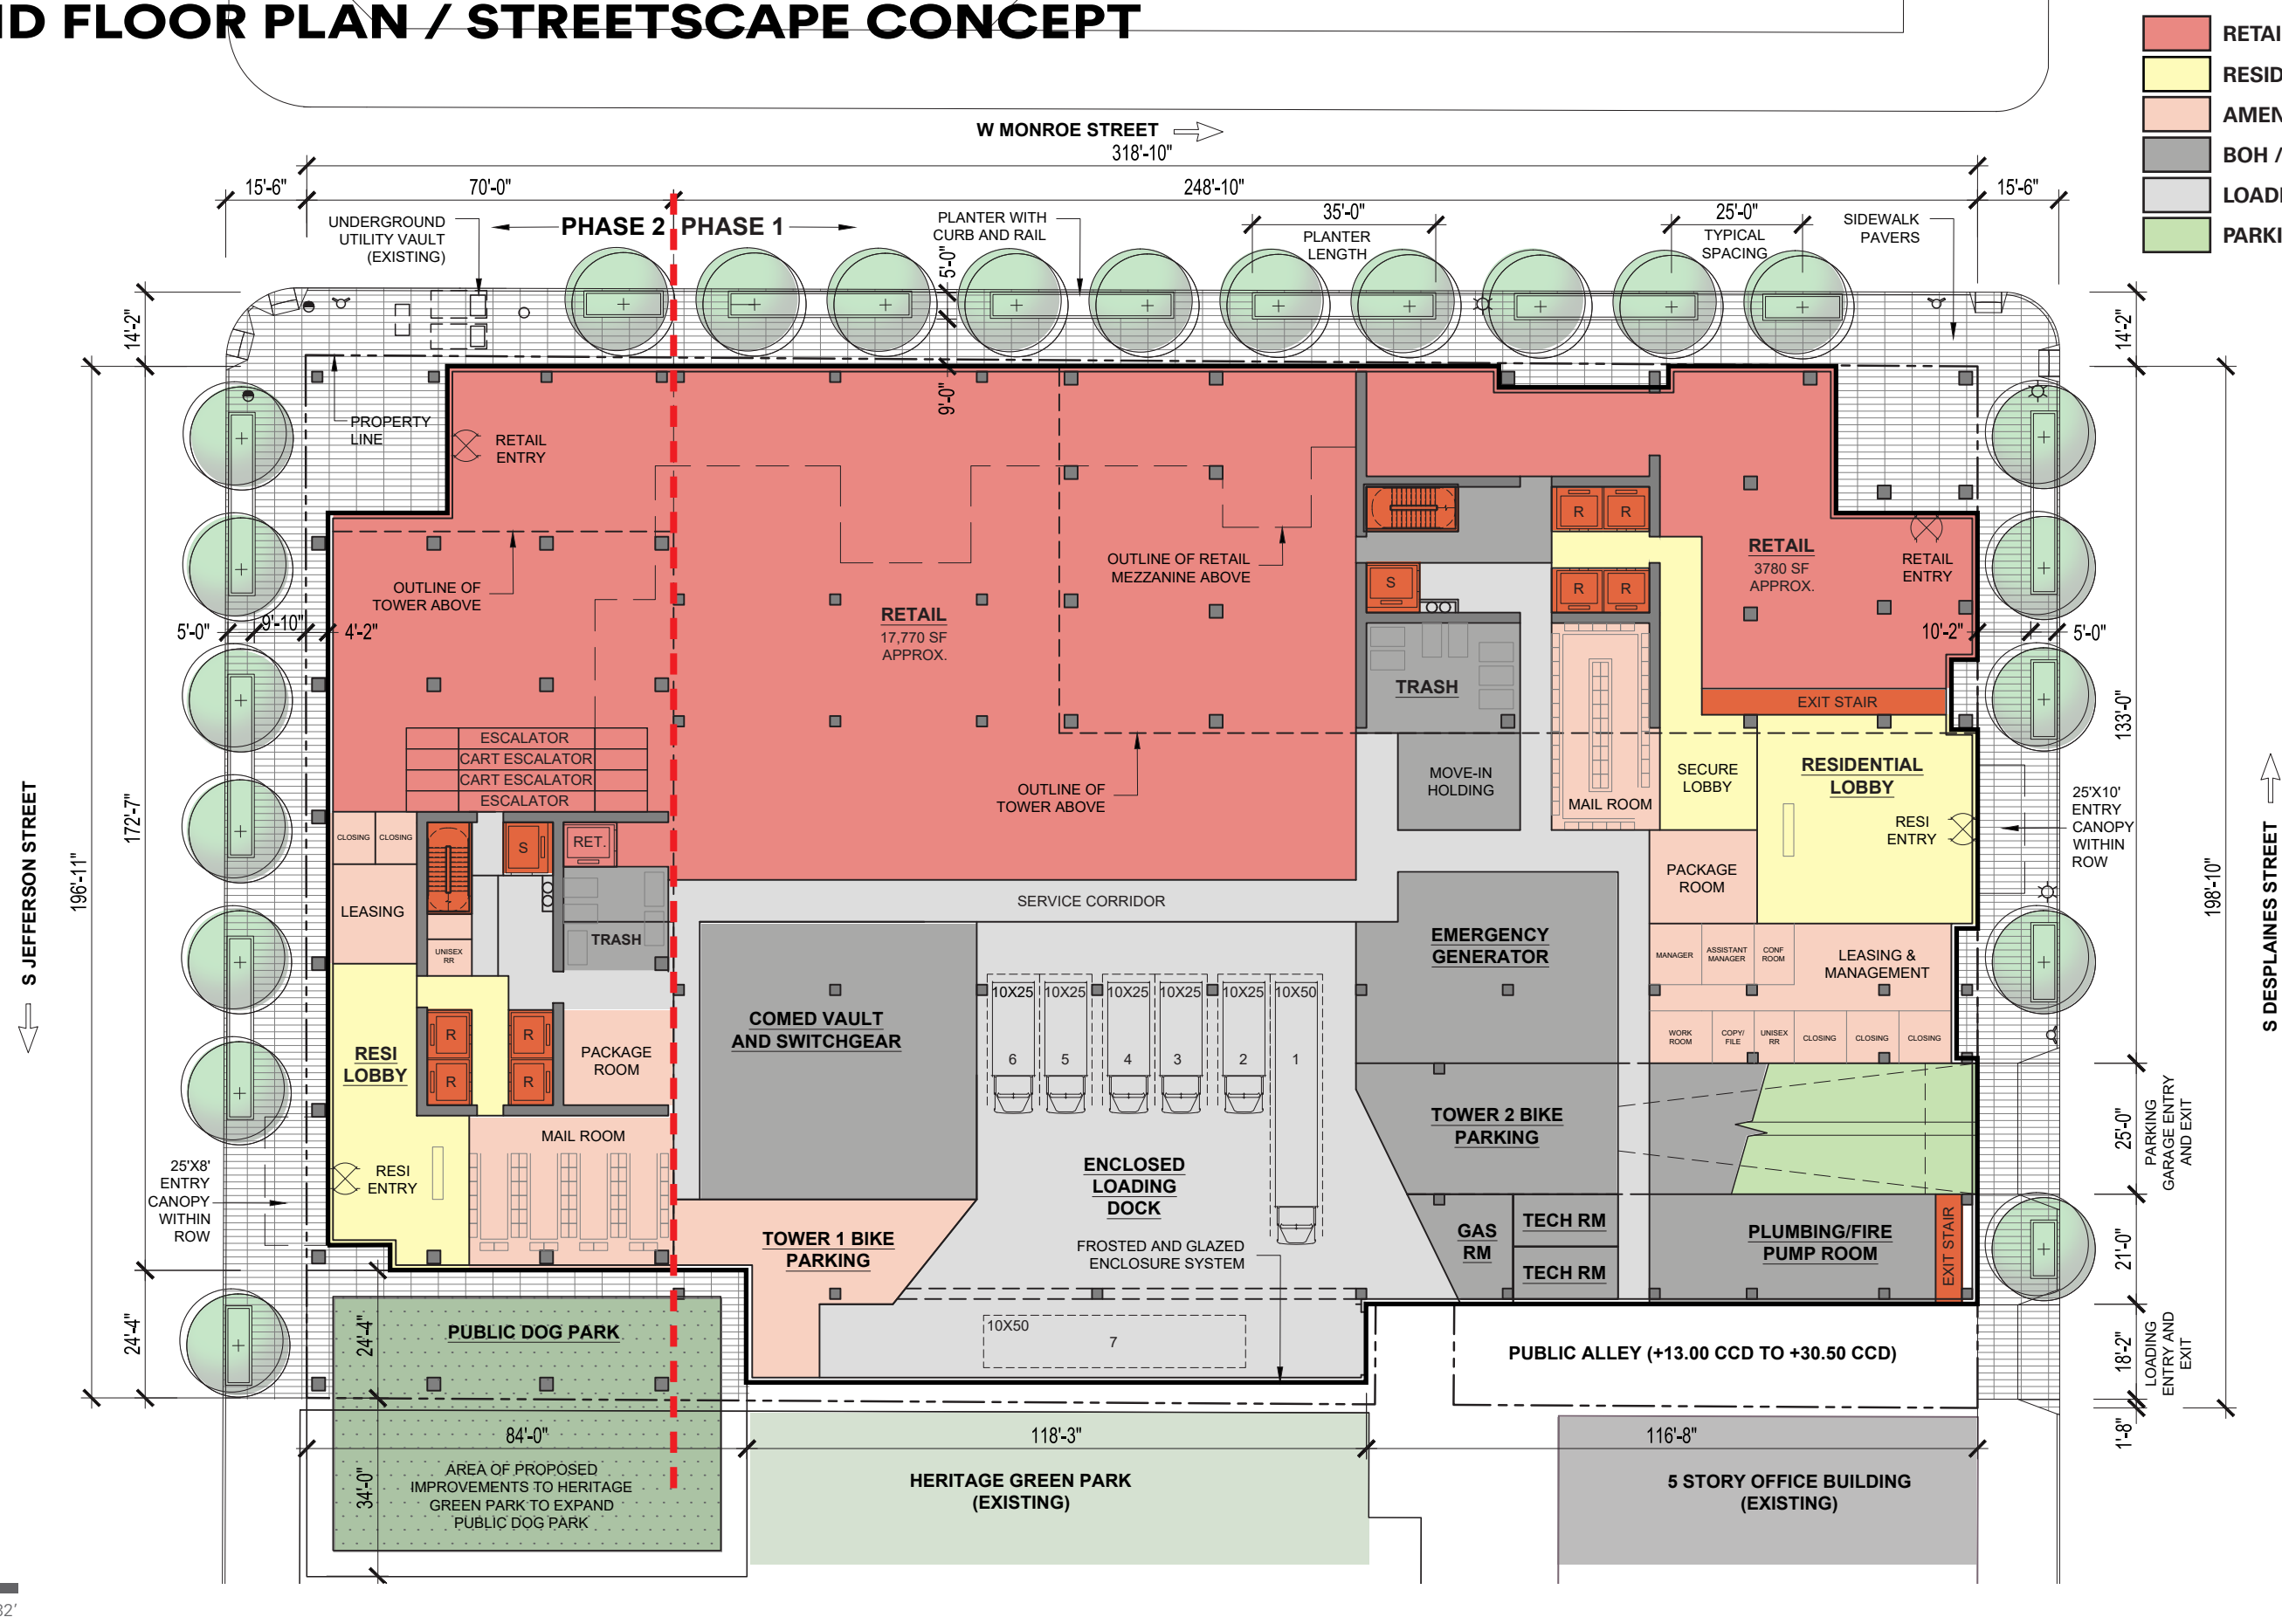 ND FLOOR PLAN / STREETSCAPE CONCEPT
RETAI
RESID
AMEN
BOH /
LOADI
PARKI
W MONROE STREET
318'-10"
15'-6"
70'-0"
248'-10"
15'-6"
UNDERGROUND
UTILITY VAULT
(EXISTING)
PHASE 2
PHASE 1
PLANTER WITH
CURB AND RAIL
35'-0"
PLANTER
LENGTH
25'-0"
TYPICAL
SPACING
SIDEWALK
PAVERS
5'-0"
14'-2"
14'-2"
9'-0"
PROPERTY
LINE
RETAIL
ENTRY
OUTLINE OF
TOWER ABOVE
OUTLINE OF RETAIL
MEZZANINE ABOVE
RETAIL
17,770 SF
APPROX.
R
R
S
R
R
RETAIL
3780 SF
APPROX.
RETAIL
ENTRY
5'-0"
9'-10"
4'-2"
10'-2"
5'-0"
TRASH
EXIT STAIR
133'-0"
ESCALATOR
CART ESCALATOR
CART ESCALATOR
ESCALATOR
OUTLINE OF
TOWER ABOVE
MOVE-IN
HOLDING
MAIL ROOM
SECURE
LOBBY
RESIDENTIAL
LOBBY
RESI
ENTRY
25'X10'
ENTRY
CANOPY
WITHIN
ROW
S JEFFERSON STREET
196'-11"
172'-7"
198'-10"
S DESPLAINES STREET
CLOSING
CLOSING
S
RET.
PACKAGE
ROOM
LEASING
SERVICE CORRIDOR
UNISEX
RR
TRASH
EMERGENCY
GENERATOR
MANAGER
ASSISTANT
MANAGER
CONF
ROOM
LEASING &
MANAGEMENT
COMED VAULT
AND SWITCHGEAR
10X25
10X25
10X25
10X25
10X25
10X50
6
5
4
3
2
1
R
R
R
R
RESI
LOBBY
PACKAGE
ROOM
WORK
ROOM
COPY/
FILE
UNISEX
RR
CLOSING
CLOSING
CLOSING
TOWER 2 BIKE
PARKING
25'-0"
PARKING
GARAGE ENTRY
AND EXIT
MAIL ROOM
25'X8'
ENTRY
CANOPY
WITHIN
ROW
RESI
ENTRY
ENCLOSED
LOADING
DOCK
TOWER 1 BIKE
PARKING
FROSTED AND GLAZED
ENCLOSURE SYSTEM
GAS
RM
TECH RM
TECH RM
PLUMBING/FIRE
PUMP ROOM
EXIT STAIR
21'-0"
24'-4"
24'-4"
PUBLIC DOG PARK
10X50
7
PUBLIC ALLEY (+13.00 CCD TO +30.50 CCD)
18'-2"
LOADING
ENTRY AND
EXIT
1'-8"
84'-0"
118'-3"
116'-8"
34'-0"
AREA OF PROPOSED
IMPROVEMENTS TO HERITAGE
GREEN PARK TO EXPAND
PUBLIC DOG PARK
HERITAGE GREEN PARK
(EXISTING)
5 STORY OFFICE BUILDING
(EXISTING)
32'